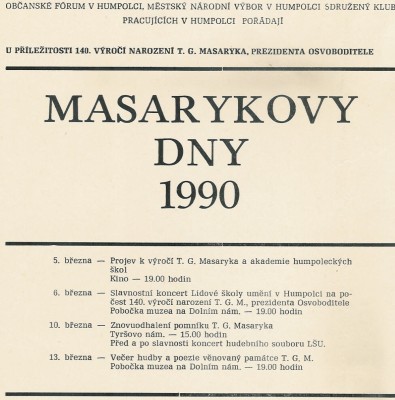 OBČANSKÉ FÓRUM V HUMPOLCI, MĚSTSKÝ NÁRODNÍ VÝBOR V HUMPOLCI SDRUŽENÝ KLUB
PRACUJÍCÍCH V HUMPOLCI POŘÁDAJÍ
U PŘÍLEŽITOSTI 140. VÝROČÍ NAROZENÍ T. G. MASARYKA, PREZIDENTA OSVOBODITELE
MASARYKOVY
DNY
1990
5. března — Projev k výročí T. G. Masaryka a akademie humpoleckých
škol
Kino — 19.00 hodin
6. března — Slavnostní koncert Lidové školy umění v Humpolci na po-
čest 140. výročí narození T. G. M., prezidenta Osvoboditele
Pobočka muzea na Dolním nám. — 19.00 hodin
10. března — Znovuodhalení pomníku T. G. Masaryka
Tyršovo nám. — 15.00 hodin
Před a po slavnosti koncert hudebního souboru LŠU.
13. března — Večer hudby a poezie věnovaný památce T. G. M.
Pobočka muzea na Dolním nám. — 19.00 hodin